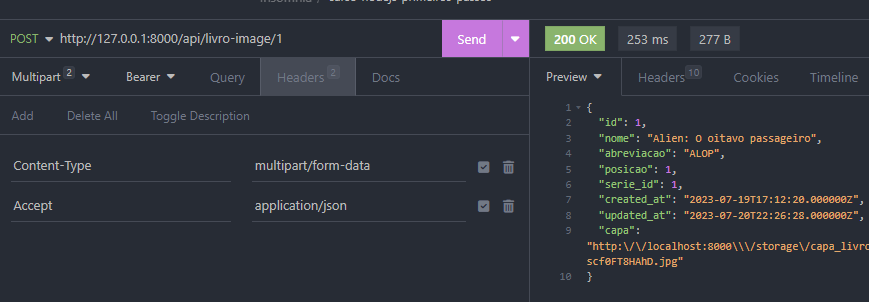 POST http://127.0.0.1:8000/api/livro-image/1 Send
200 OK 253 ms 277 B
Multipart 2 Bearer Query Headers 2 Docs
Preview Headers 10 Cookies Timeline
Add Delete All Toggle Description
Content-Type multipart/form-data
Accept application/json
1 {
2 "id": 1,
3 "nome": "Alien: O oitavo passageiro",
4 "abreviacao": "ALOP",
5 "posicao": 1,
6 "serie_id": 1,
7 "created_at": "2023-07-19T17:12:20.000000Z",
8 "updated_at": "2023-07-20T22:26:28.000000Z",
9 "capa":
"http:\/\/localhost:8000\\\/storage\/capa_livro
scf0FT8HAhD.jpg"
10 }